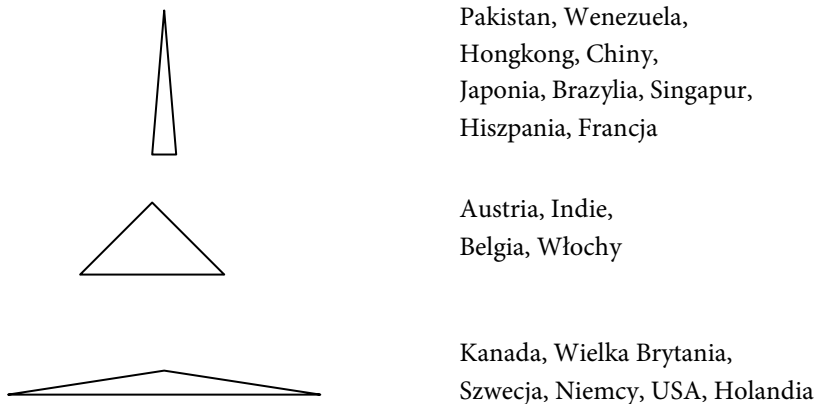 Pakistan, Wenezuela,
Hongkong, Chiny,
Japonia, Brazylia, Singapur,
Hiszpania, Francja
Austria, Indie,
Belgia, Włochy
Kanada, Wielka Brytania,
Szwecja, Niemcy, USA, Holandia